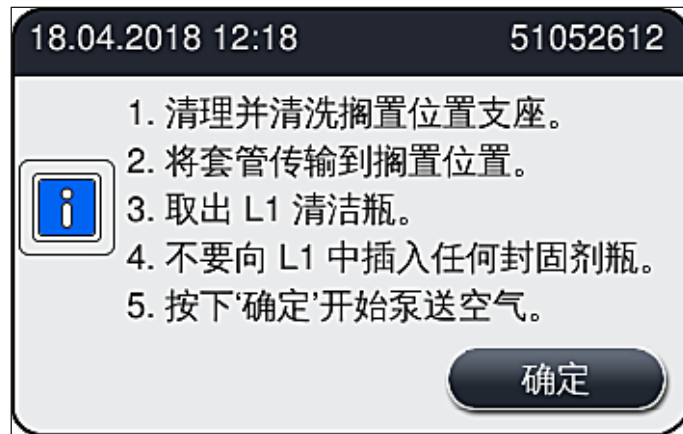 18.04.2018 12:18 51052612
1. 清理并清洗搁置位置支座。
2. 将套管传输到搁置位置。
3. 取出 L1 清洁瓶。
4. 不要向 L1 中插入任何封固剂瓶。
5. 按下‘确定’开始泵送空气。
确定